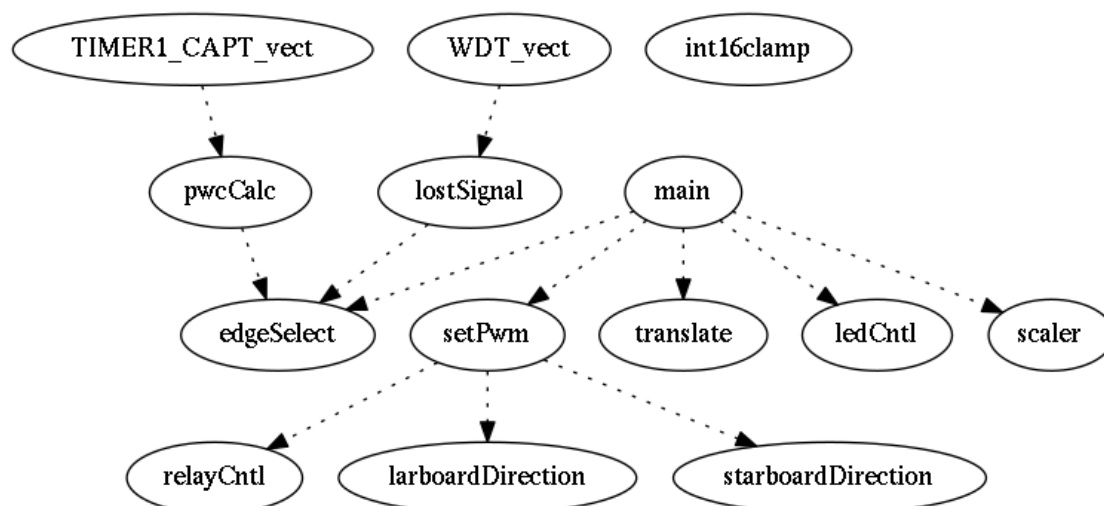 TIMER1_CAPT_vect
WDT_vect
int16clamp
pwcCalc
lostSignal
main
edgeSelect
setPwm
translate
ledCntl
scaler
relayCntl
larboardDirection
starboardDirection